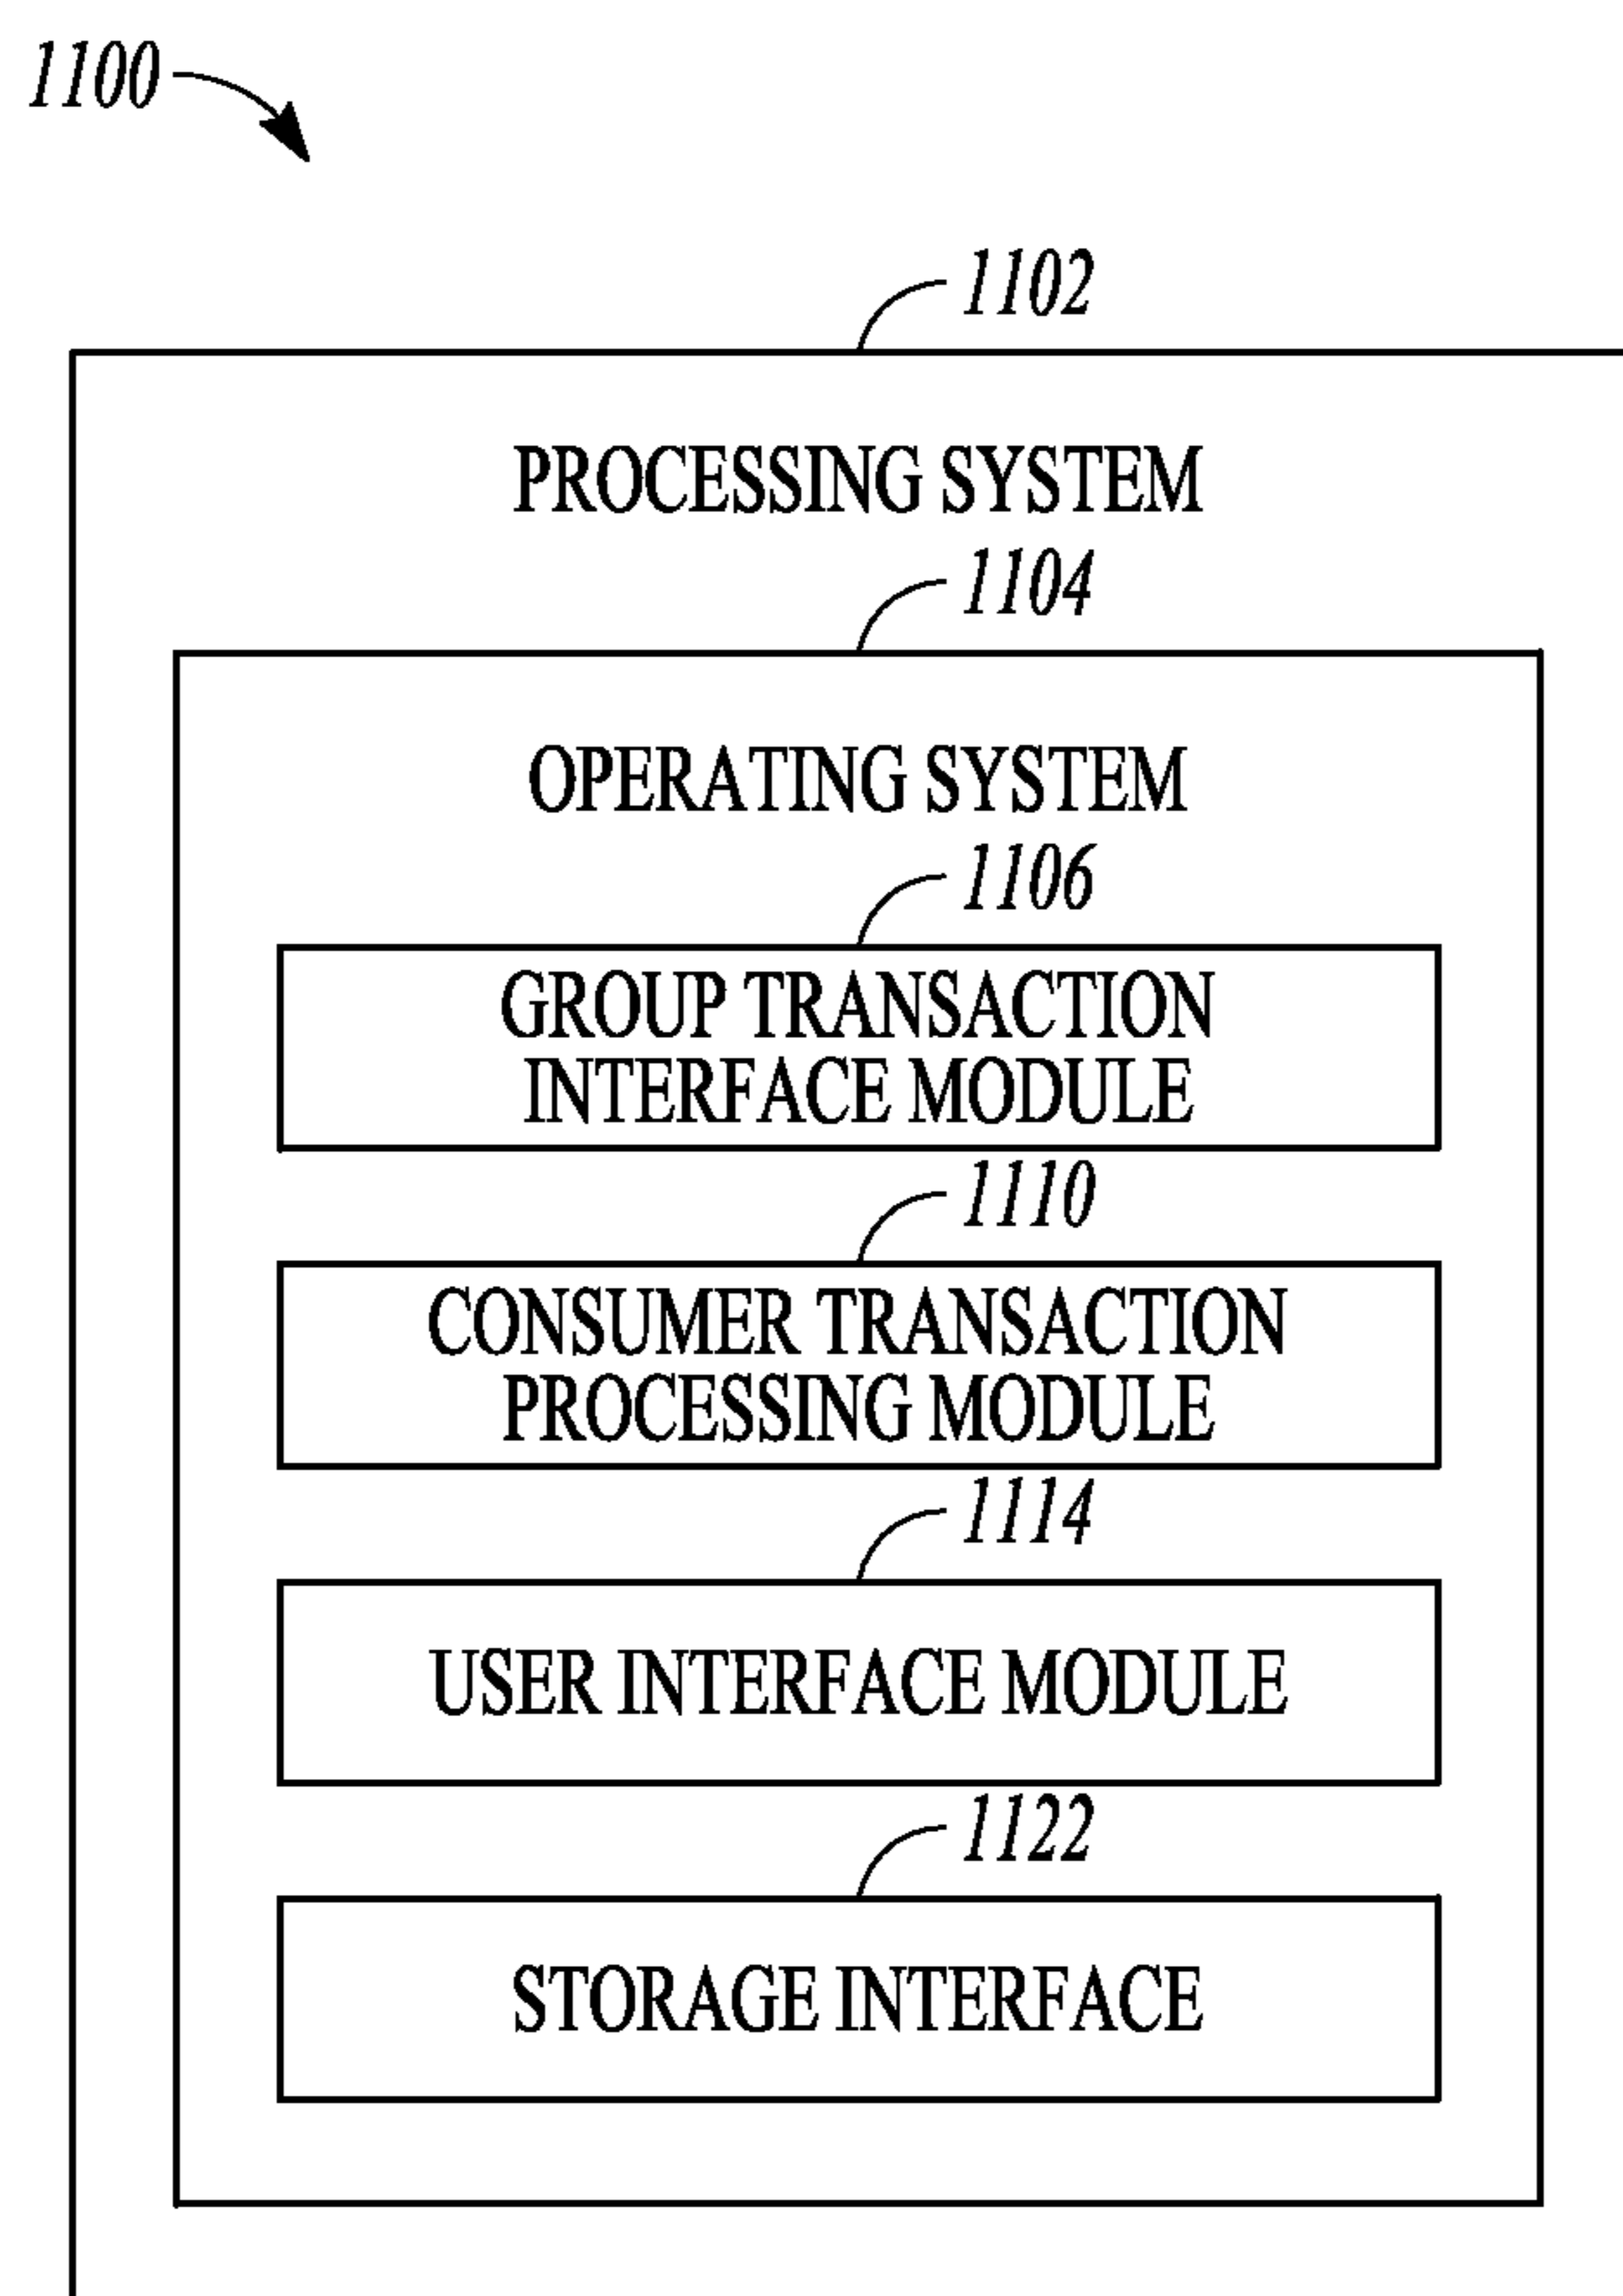 1100
1102
PROCESSING SYSTEM
1104
OPERATING SYSTEM
1106
GROUP TRANSACTION
INTERFACE MODULE
1110
CONSUMER TRANSACTION
PROCESSING MODULE
1114
USER INTERFACE MODULE
1122
STORAGE INTERFACE